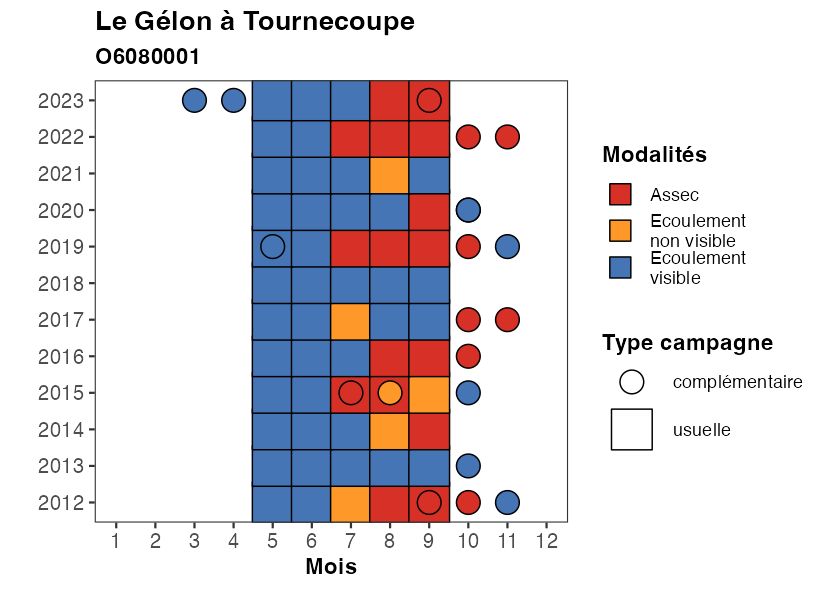 Le Gélon à Tournecoupe
O6080001
2023
2022
2021
2020
2019
2018
2017
2016
2015
2014
2013
2012
1 2 3 4 5 6 7 8 9 10 11 12
Mois
Modalités
Assec
Ecoulement
non visible
Ecoulement
visible
Type campagne
complémentaire
usuelle